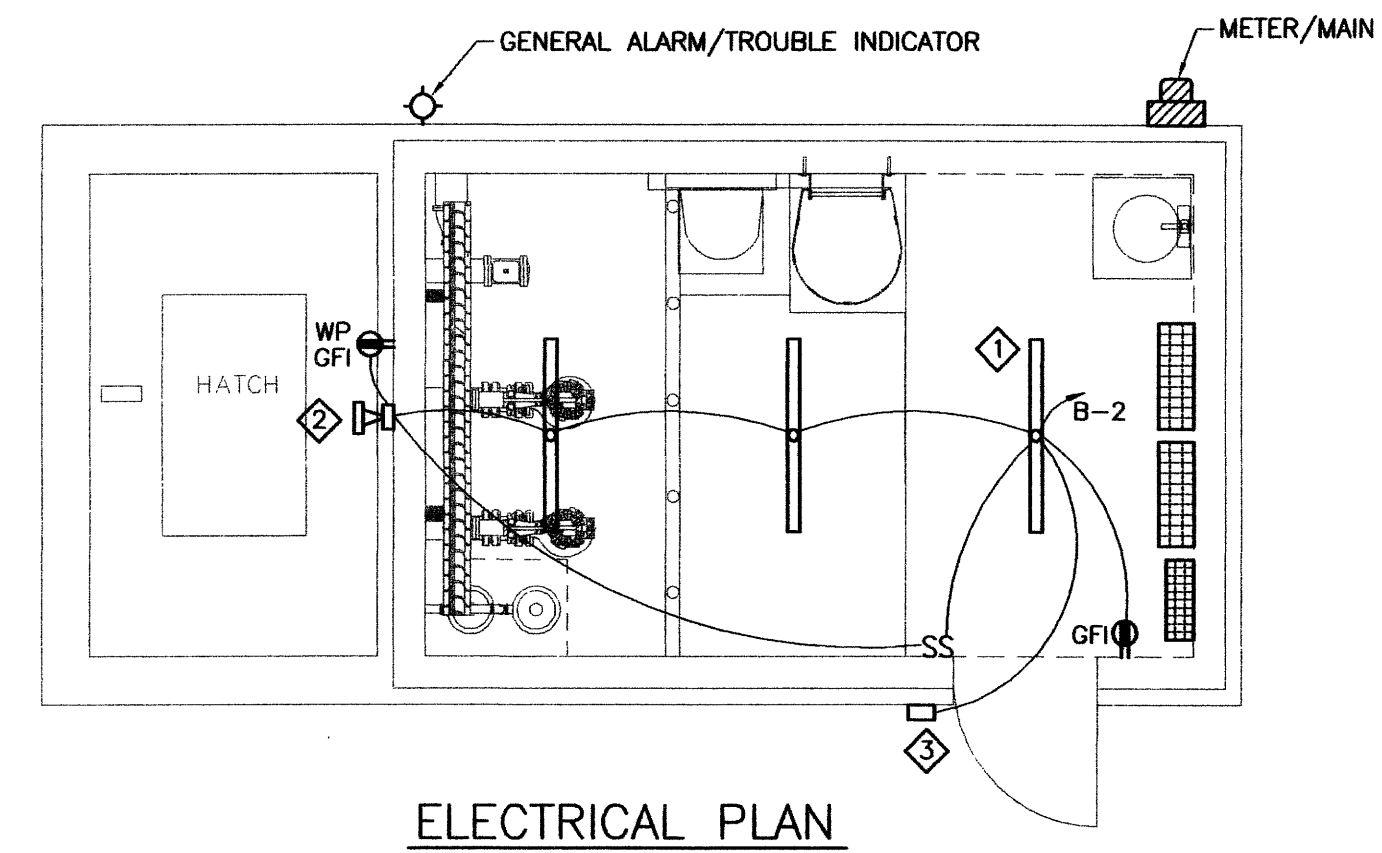 GENERAL ALARM/TROUBLE INDICATOR
METER/MAIN
WP
GFI
HATCH
1
2
B-2
SS
GFI
3
ELECTRICAL PLAN